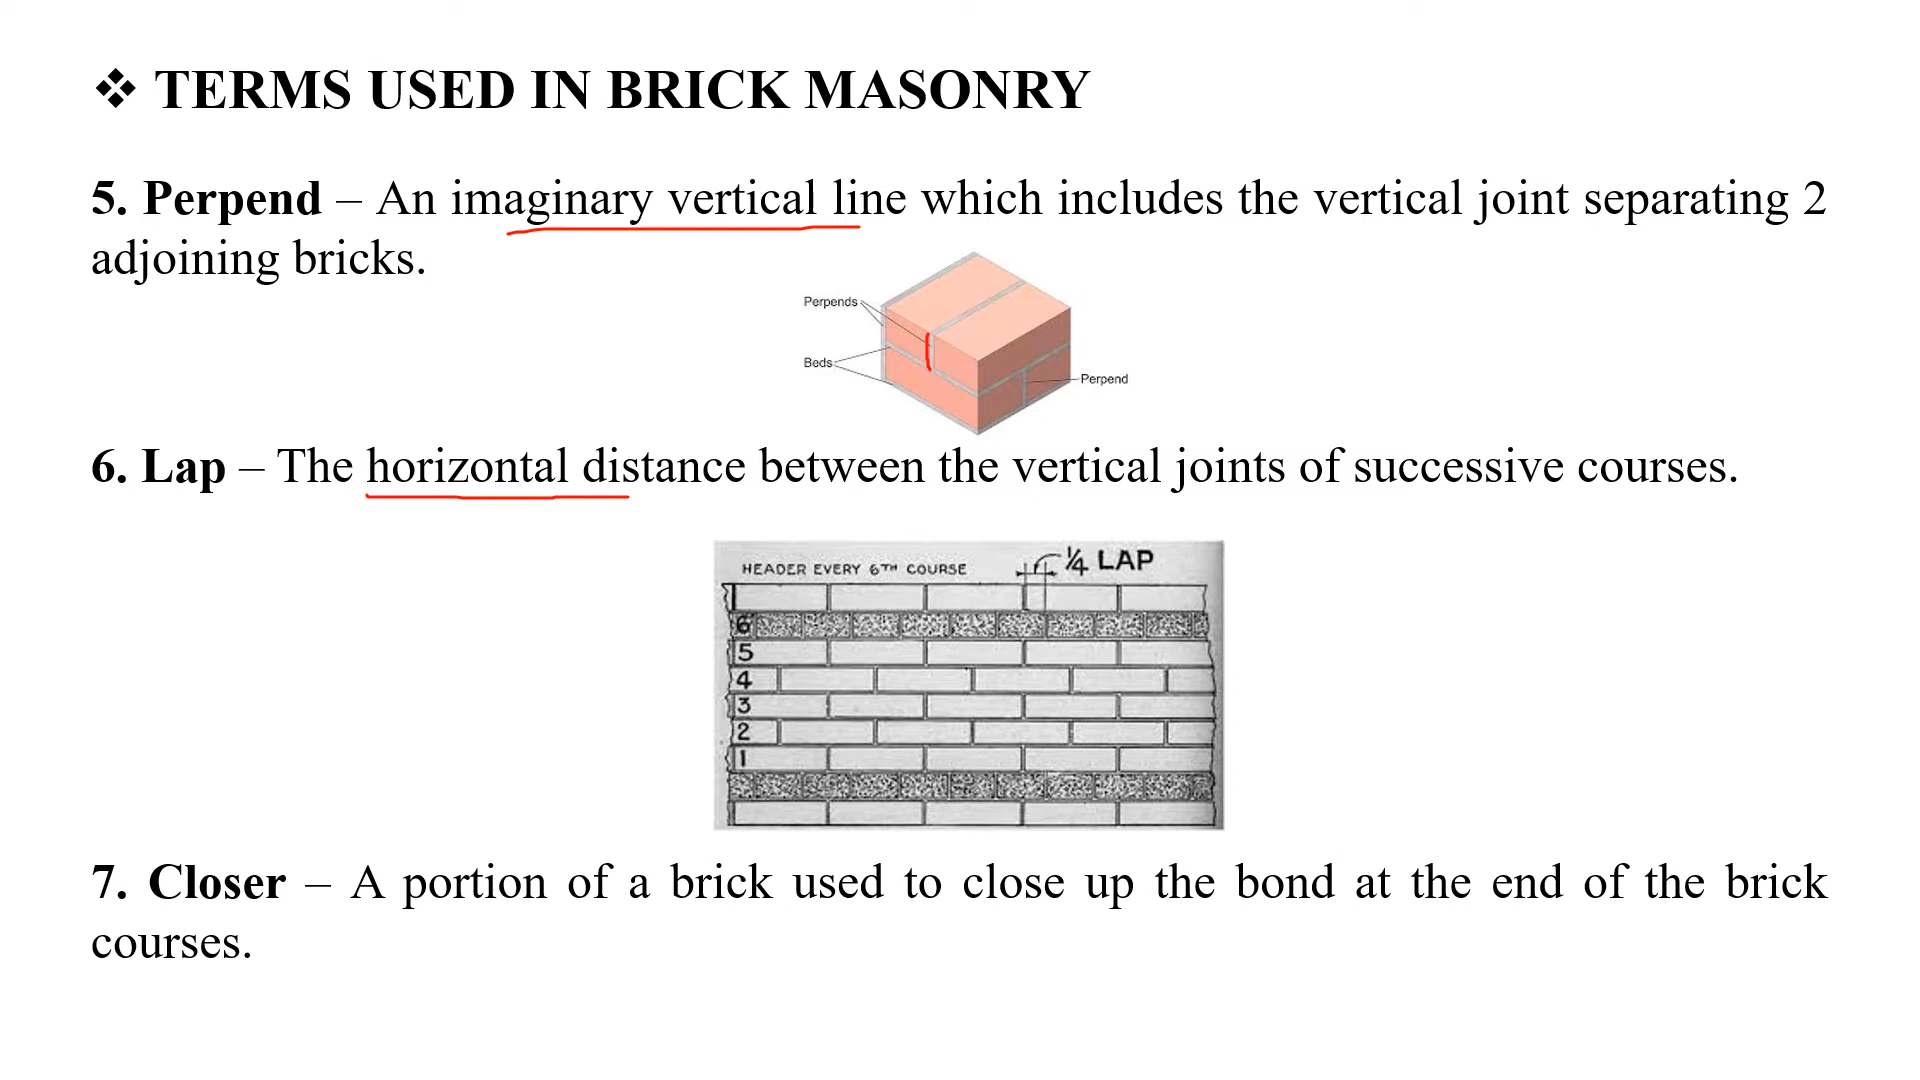 ❖ TERMS USED IN BRICK MASONRY
5. Perpend – An imaginary vertical line which includes the vertical joint separating 2
adjoining bricks.
Perpends
Beds
Perpend
6. Lap – The horizontal distance between the vertical joints of successive courses.
HEADER EVERY 6TH COURSE
¼ LAP
6
5
4
3
2
1
7. Closer – A portion of a brick used to close up the bond at the end of the brick
courses.